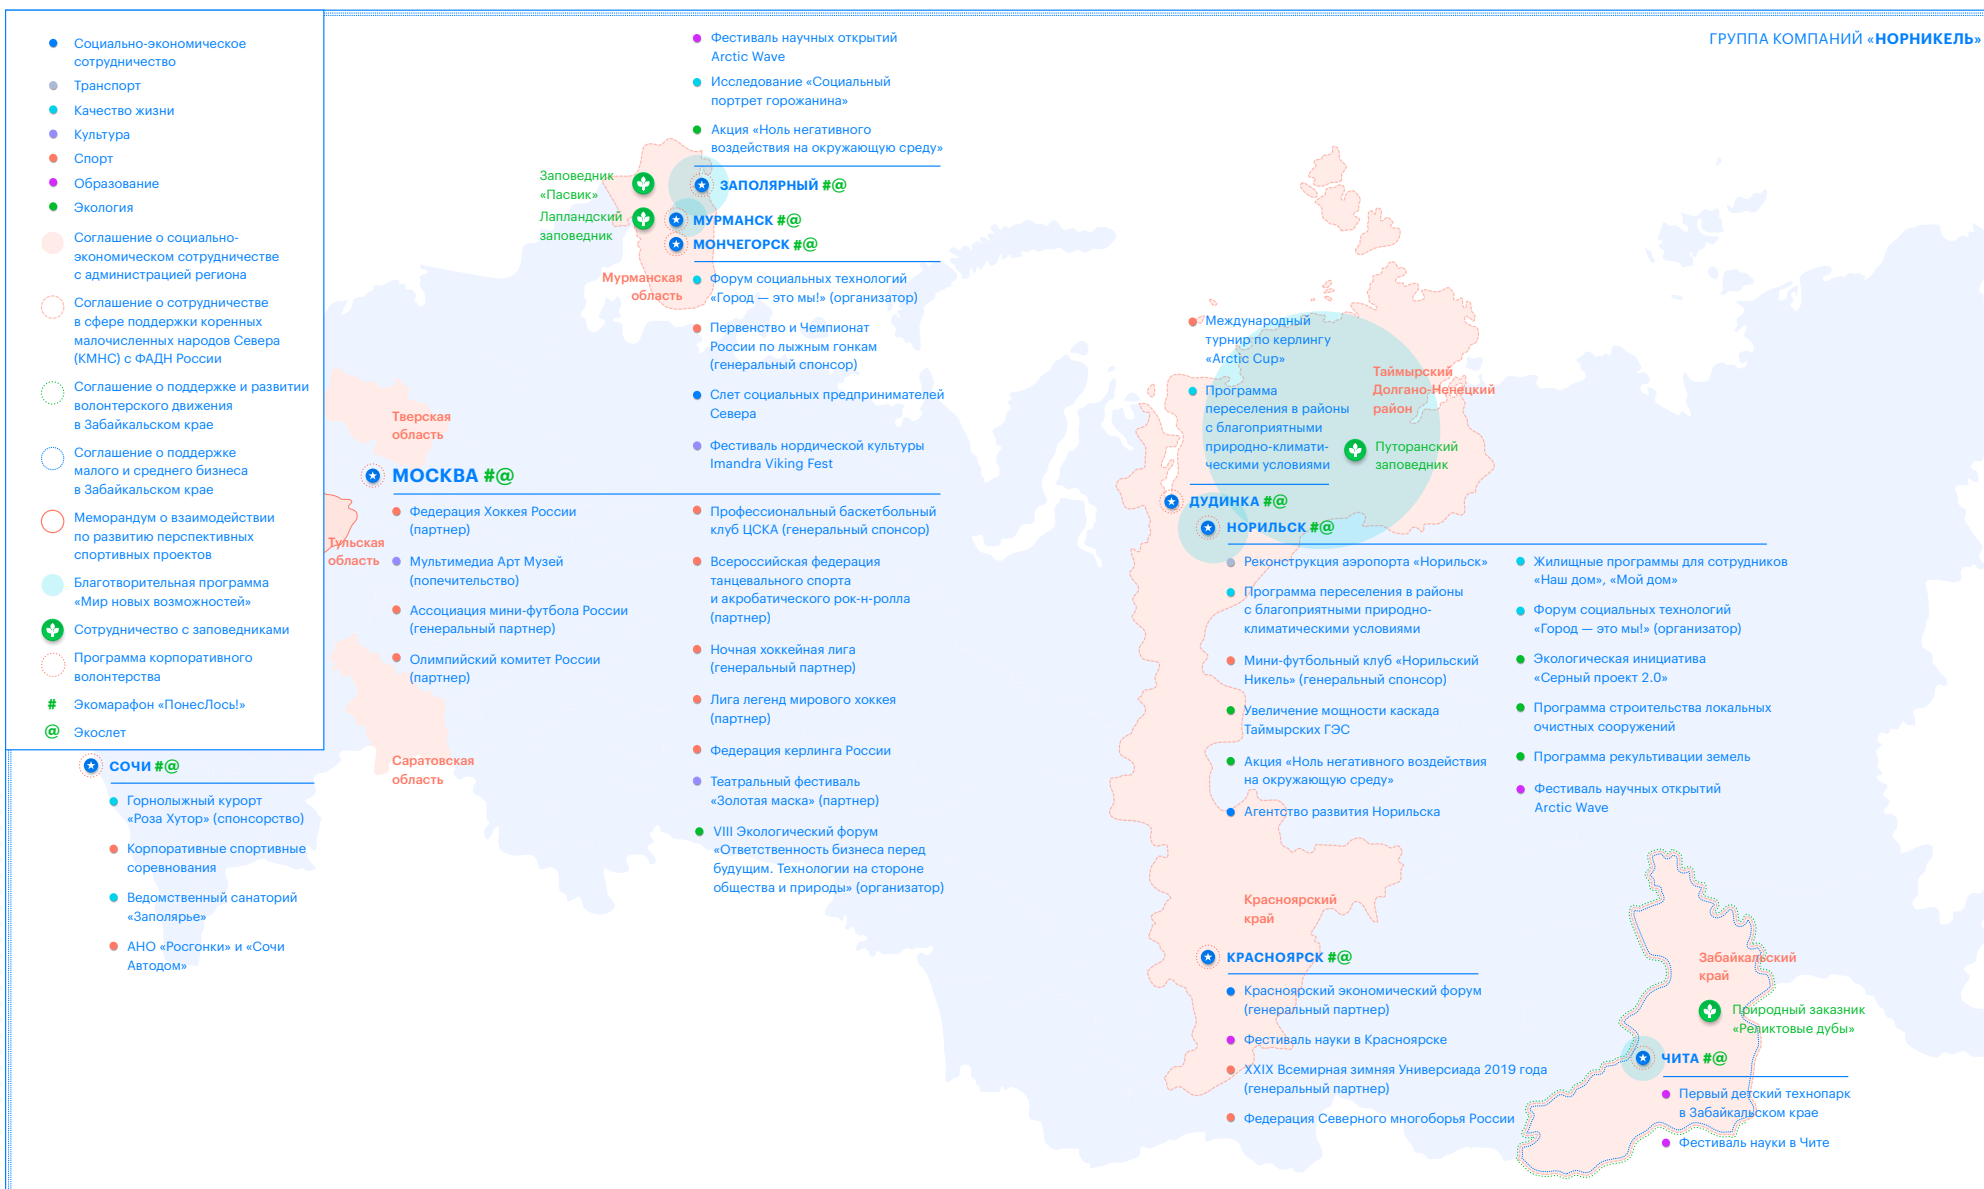 ГРУППА КОМПАНИЙ «НОРНИКЕЛЬ»
Социально-экономическое
сотрудничество
Транспорт
Качество жизни
Культура
Спорт
Образование
Экология
Соглашение о социально-
экономическом сотрудничестве
с администрацией региона
Соглашение о сотрудничестве
в сфере поддержки коренных
малочисленных народов Севера
(КМНС) с ФАДН России
Соглашение о поддержке и развитии
волонтерского движения
в Забайкальском крае
Соглашение о поддержке
малого и среднего бизнеса
в Забайкальском крае
Меморандум о взаимодействии
по развитию перспективных
спортивных проектов
Благотворительная программа
«Мир новых возможностей»
Сотрудничество с заповедниками
Программа корпоративного
волонтерства
# Экомарафон «ПонесЛось!»
@ Экослет
СОЧИ #@
Горнолыжный курорт
«Роза Хутор» (спонсорство)
Корпоративные спортивные
соревнования
Ведомственный санаторий
«Заполярье»
АНО «Росгонки» и «Сочи
Автодом»
Фестиваль научных открытий
Arctic Wave
Исследование «Социальный
портрет горожанина»
Акция «Ноль негативного
воздействия на окружающую среду»
ЗАПОЛЯРНЫЙ #@
Заповедник
«Пасвик»
Лапландский
заповедник
МУРМАНСК #@
МОНЧЕГОРСК #@
Мурманская
область
Форум социальных технологий
«Город — это мы!» (организатор)
Первенство и Чемпионат
России по лыжным гонкам
(генеральный спонсор)
Слет социальных предпринимателей
Севера
Фестиваль нордической культуры
Imandra Viking Fest
Тверская
область
МОСКВА #@
Тульская
область
Федерация Хоккея России
(партнер)
Мультимедиа Арт Музей
(попечительство)
Ассоциация мини-футбола России
(генеральный партнер)
Олимпийский комитет России
(партнер)
Саратовская
область
Профессиональный баскетбольный
клуб ЦСКА (генеральный спонсор)
Всероссийская федерация
танцевального спорта
и акробатического рок-н-ролла
(партнер)
Ночная хоккейная лига
(генеральный партнер)
Лига легенд мирового хоккея
(партнер)
Федерация керлинга России
Театральный фестиваль
«Золотая маска» (партнер)
VIII Экологический форум
«Ответственность бизнеса перед
будущим. Технологии на стороне
общества и природы» (организатор)
Международный
турнир по керлингу
«Arctic Cup»
Программа
переселения в районы
с благоприятными
природно-климати-
ческими условиями
Таймырский
Долгано-Ненецкий
район
Путоранский
заповедник
ДУДИНКА #@
НОРИЛЬСК #@
Реконструкция аэропорта «Норильск»
Программа переселения в районы
с благоприятными природно-
климатическими условиями
Мини-футбольный клуб «Норильский
Никель» (генеральный спонсор)
Увеличение мощности каскада
Таймырских ГЭС
Акция «Ноль негативного воздействия
на окружающую среду»
Агентство развития Норильска
Жилищные программы для сотрудников
«Наш дом», «Мой дом»
Форум социальных технологий
«Город — это мы!» (организатор)
Экологическая инициатива
«Серный проект 2.0»
Программа строительства локальных
очистных сооружений
Программа рекультивации земель
Фестиваль научных открытий
Arctic Wave
Красноярский
край
КРАСНОЯРСК #@
Красноярский экономический форум
(генеральный партнер)
Фестиваль науки в Красноярске
XXIX Всемирная зимняя Универсиада 2019 года
(генеральный партнер)
Федерация Северного многоборья России
Забайкальский
край
Природный заказник
«Реликтовые дубы»
ЧИТА #@
Первый детский технопарк
в Забайкальском крае
Фестиваль науки в Чите